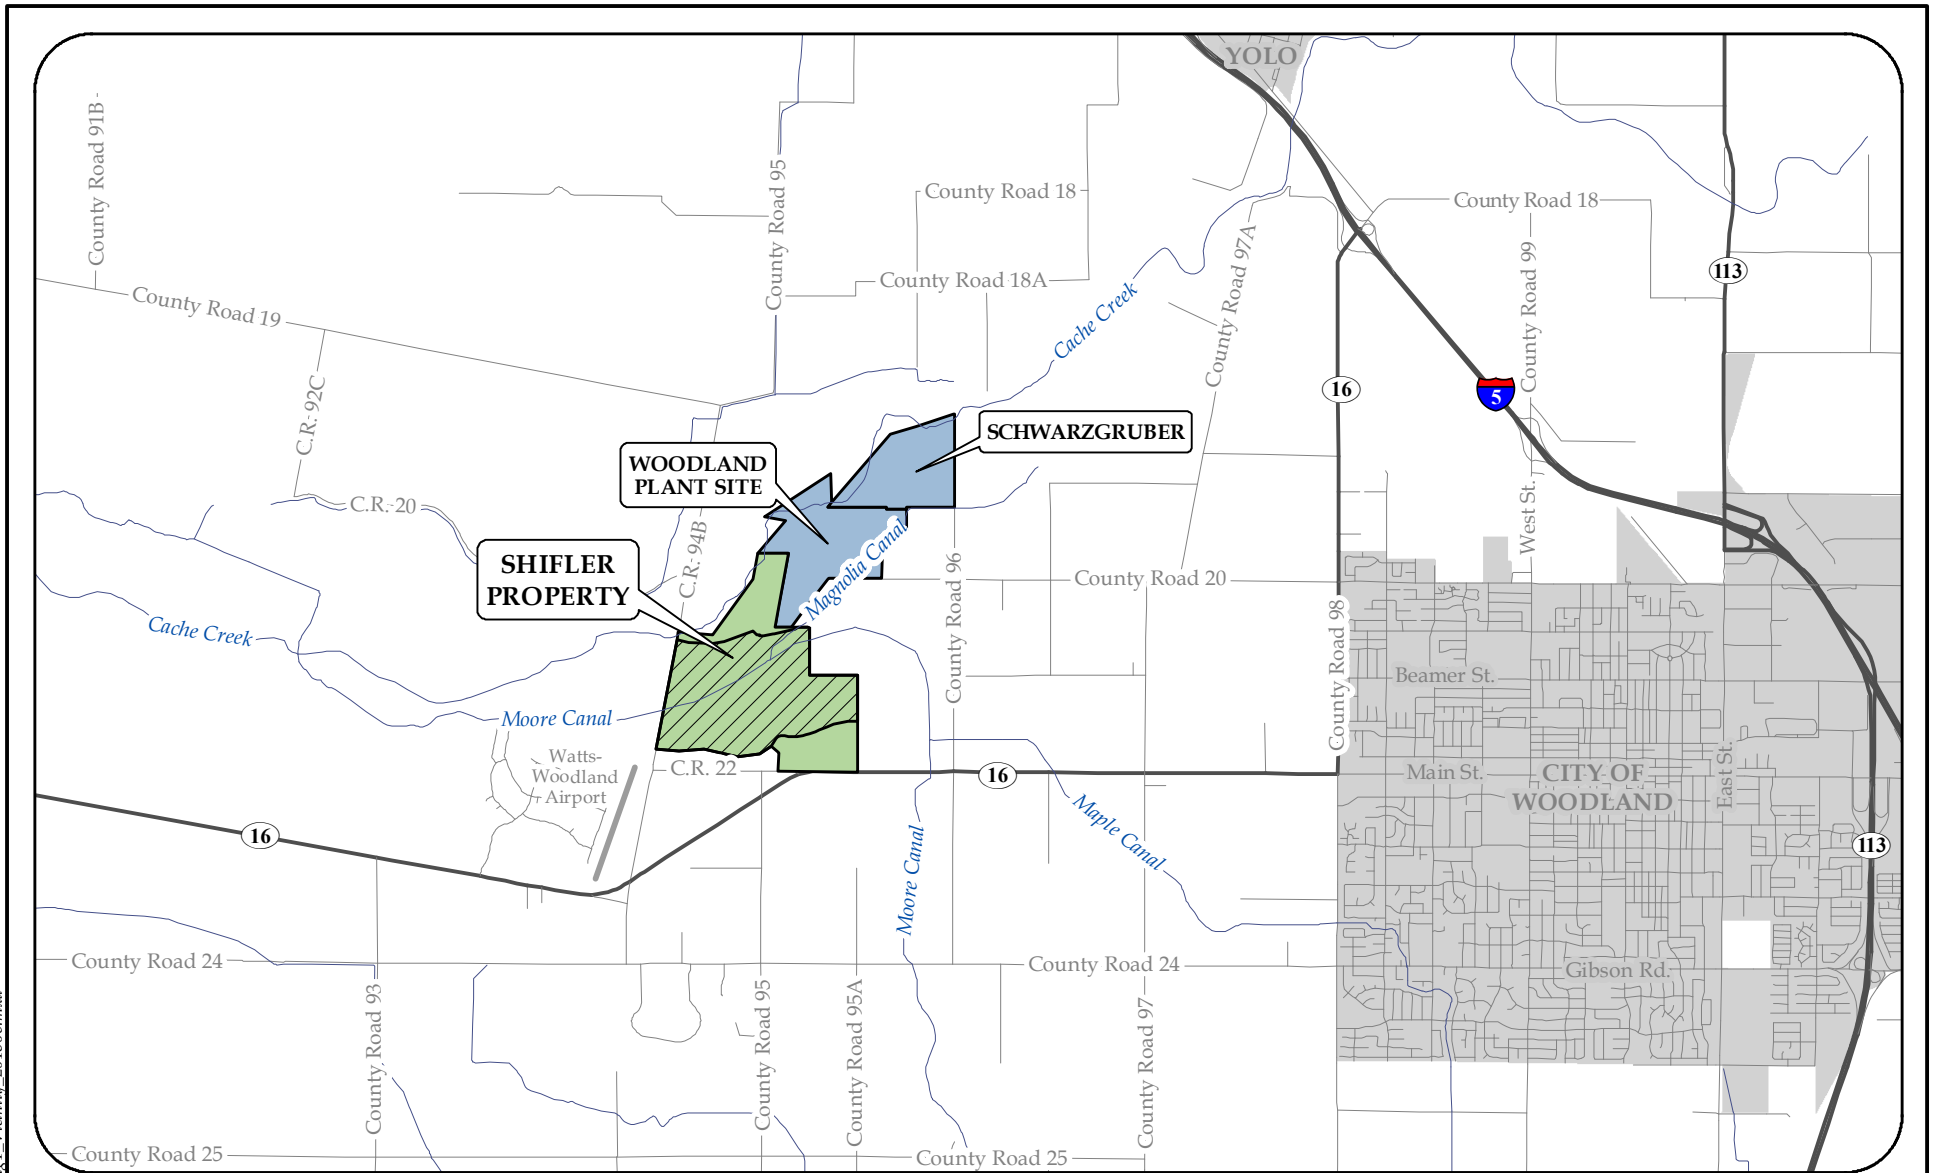 YOLO
County Road 91B
County Road 95
County Road 18
County Road 18
County Road 97A
County Road 99
113
County Road 18A
County Road 19
Cache Creek
C.R. 92C
16
5
SCHWARZGRUBER
WOODLAND
PLANT SITE
C.R. 20
West St.
C.R. 94B
Magnolia Canal
SHIFLER
PROPERTY
County Road 96
County Road 20
County Road 98
Cache Creek
Beamer St.
Moore Canal
Watts-
Woodland
Airport
C.R. 22
16
Main St.
CITY OF
WOODLAND
East St.
16
Maple Canal
Moore Canal
113
County Road 24
County Road 24
Gibson Rd.
County Road 93
County Road 95
County Road 95A
County Road 97
County Road 25
County Road 25